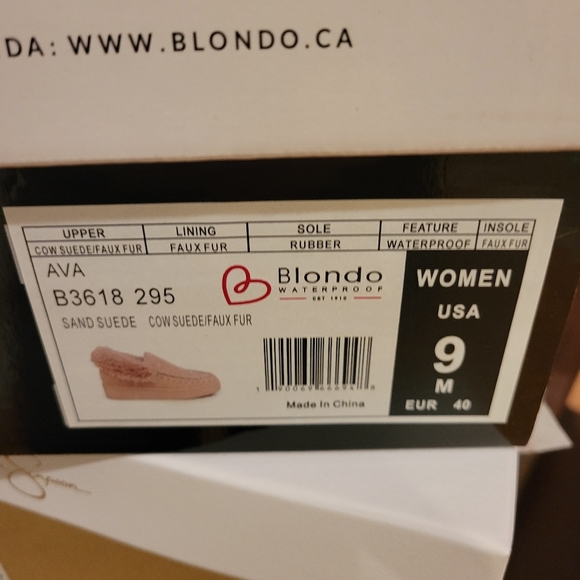 DA: WWW.BLONDO.CA
UPPER LINING SOLE FEATURE INSOLE
COW SUEDE/FAUX FUR FAUX FUR RUBBER WATERPROOF FAUX FUR
AVA
B3618 295
SAND SUEDE COW SUEDE/FAUX FUR
Blondo
WATERPROOF
EST 1910
Made In China
WOMEN
USA
9
M
EUR 40